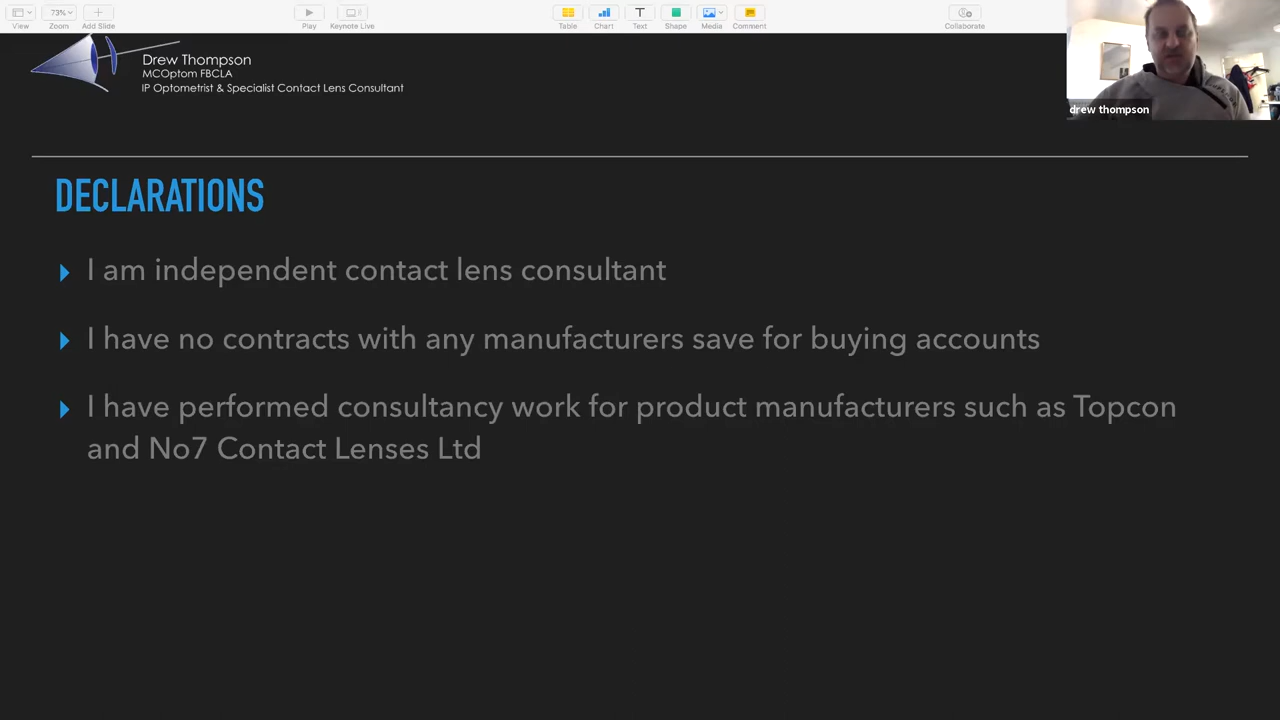 View
73%
Zoom
Add Slide
Play
Keynote Live
Table
Chart
Text
Shape
Media
Comment
Collaborate
Drew Thompson
MCOptom FBCLA
IP Optometrist & Specialist Contact Lens Consultant
drew thompson
DECLARATIONS
I am independent contact lens consultant
I have no contracts with any manufacturers save for buying accounts
I have performed consultancy work for product manufacturers such as Topcon
and No7 Contact Lenses Ltd